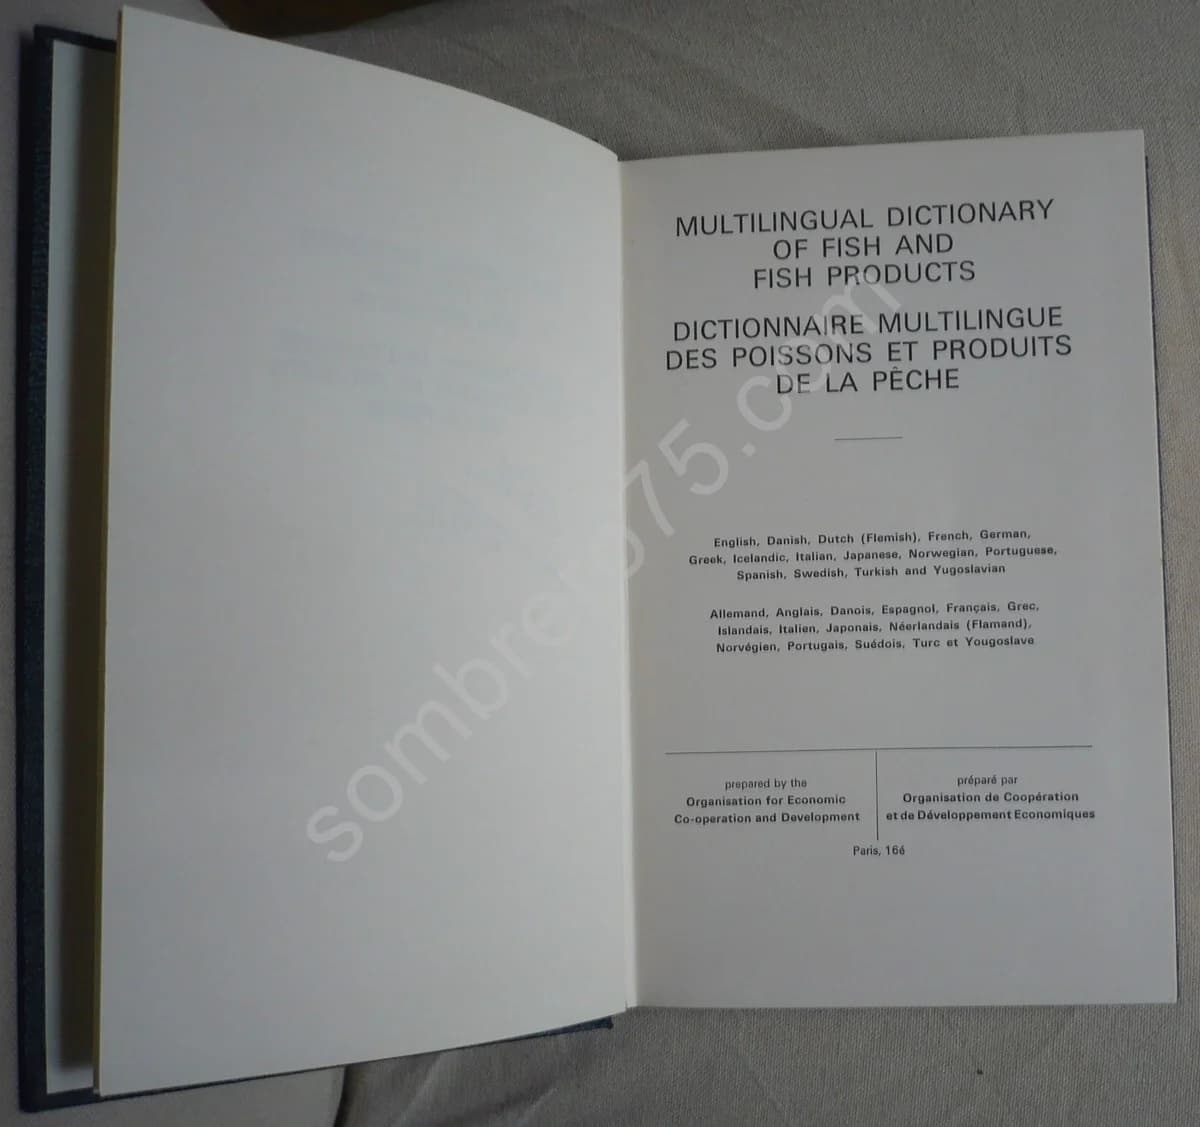 MULTILINGUAL DICTIONARY
OF FISH AND
FISH PRODUCTS
DICTIONNAIRE MULTILINGUE
DES POISSONS ET PRODUITS
DE LA PÊCHE
English, Danish, Dutch (Flemish), French, German,
Greek, Icelandic, Italian, Japanese, Norwegian, Portuguese,
Spanish, Swedish, Turkish and Yugoslavian
Allemand, Anglais, Danois, Espagnol, Français, Grec,
Islandais, Italien, Japonais, Néerlandais (Flamand),
Norvégien, Portugais, Suédois, Turc et Yougoslave
prepared by the
Organisation for Economic
Co-operation and Development
préparé par
Organisation de Coopération
et de Développement Economiques
Paris, 16é
sombrero75.com